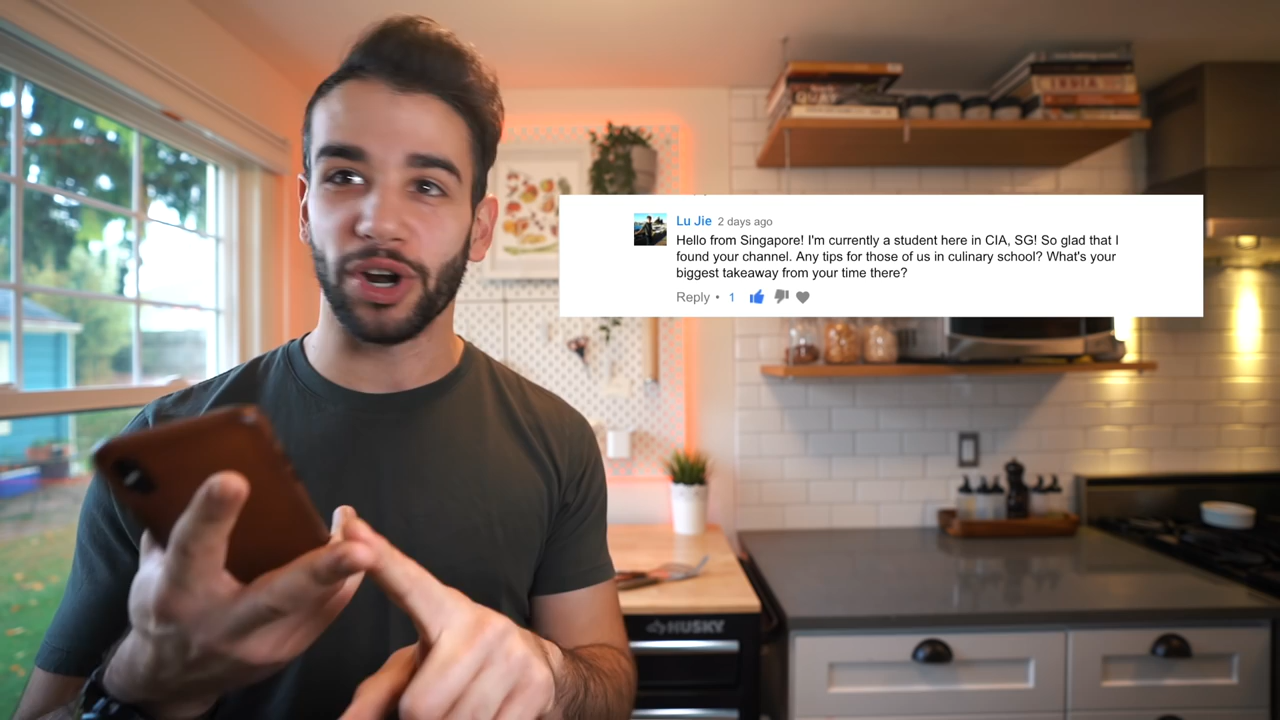 QUAY
INDIA
Lu Jie 2 days ago
Hello from Singapore! I'm currently a student here in CIA, SG! So glad that I
found your channel. Any tips for those of us in culinary school? What's your
biggest takeaway from your time there?
Reply • 1
HUSKY